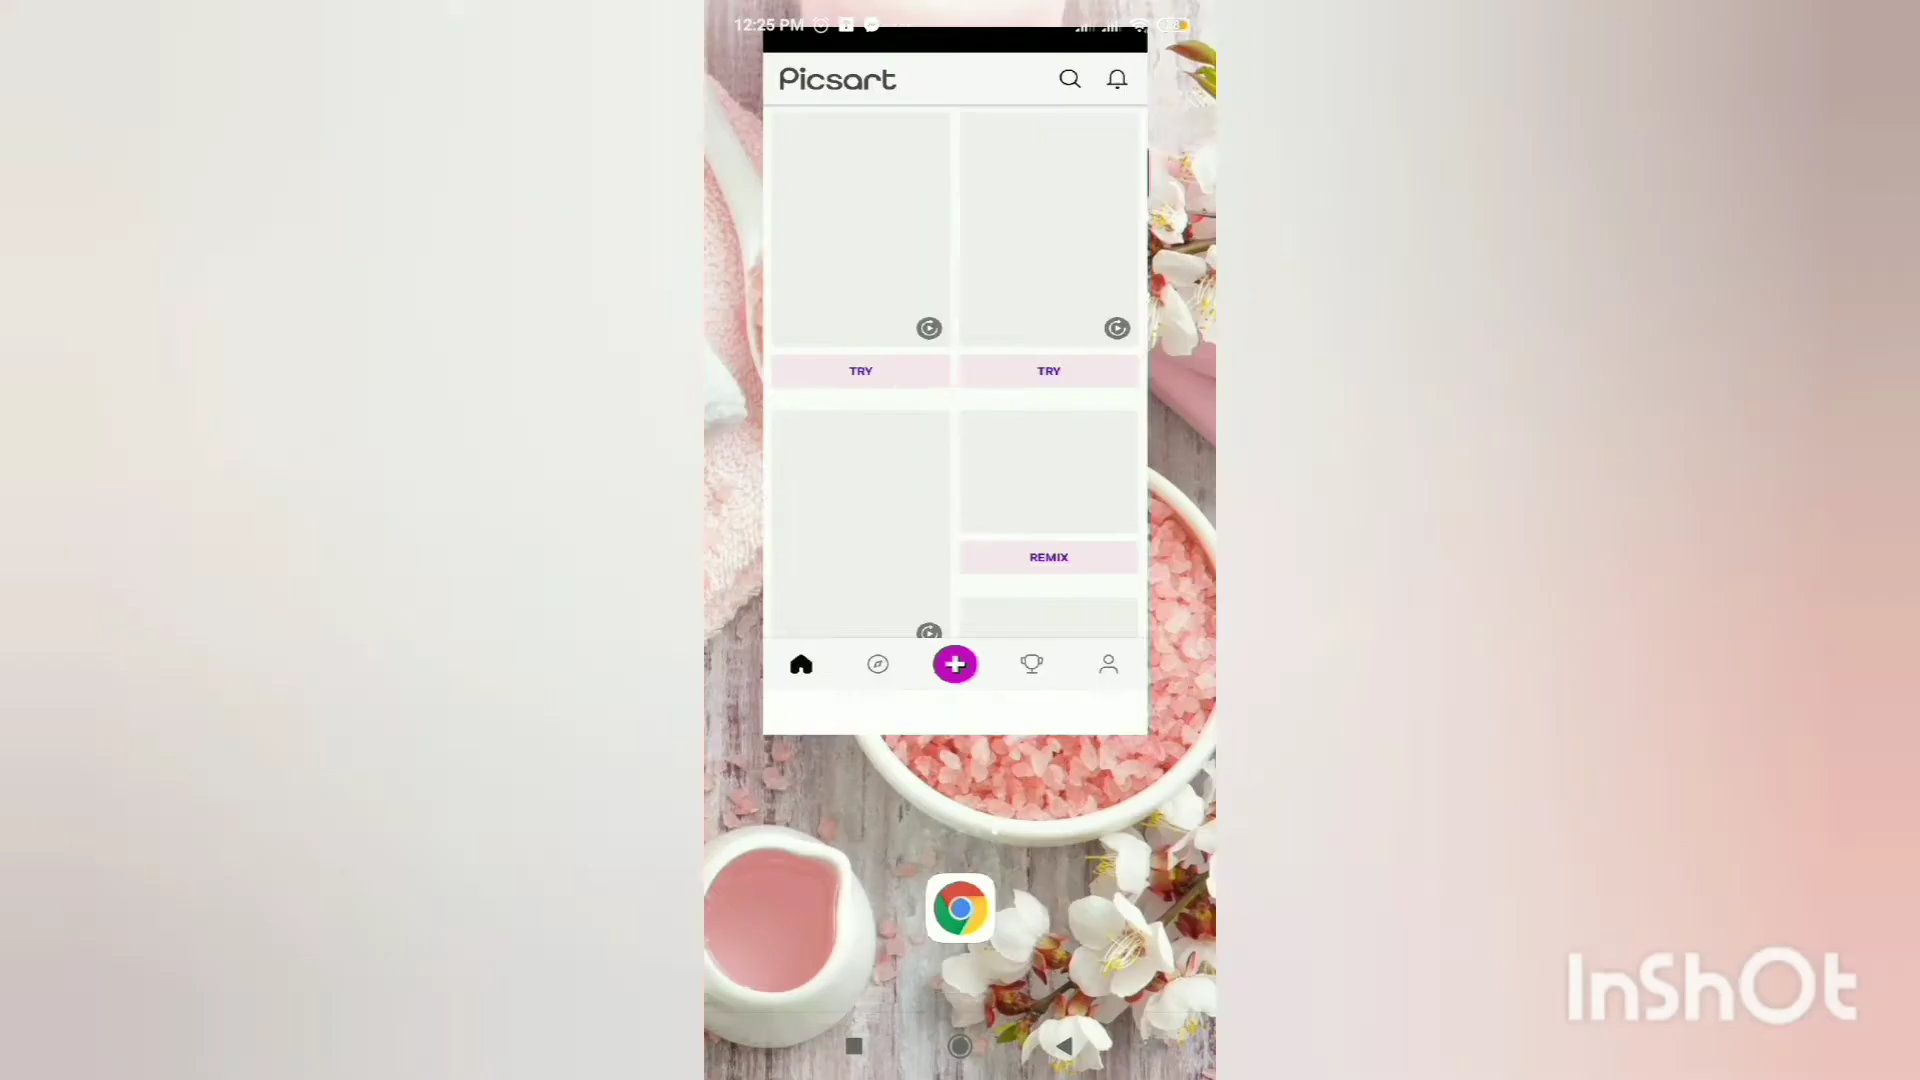 12:25 PM
Picsart
TRY
TRY
REMIX
InShOt